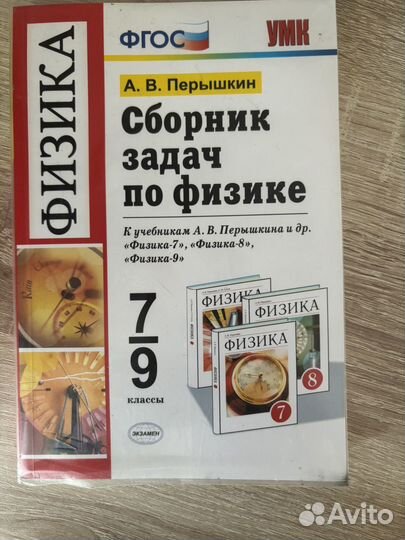 ФГОС
УМК
ФИЗИКА
А. В. Перышкин
Сборник
задач
по физике
К учебникам А. В. Перышкина и др.
«Физика-7», «Физика-8»,
«Физика-9»
7-9
классы
ФИЗИКА
ФИЗИКА
8
ФИЗИКА
7
ЭКЗАМЕН
Avito